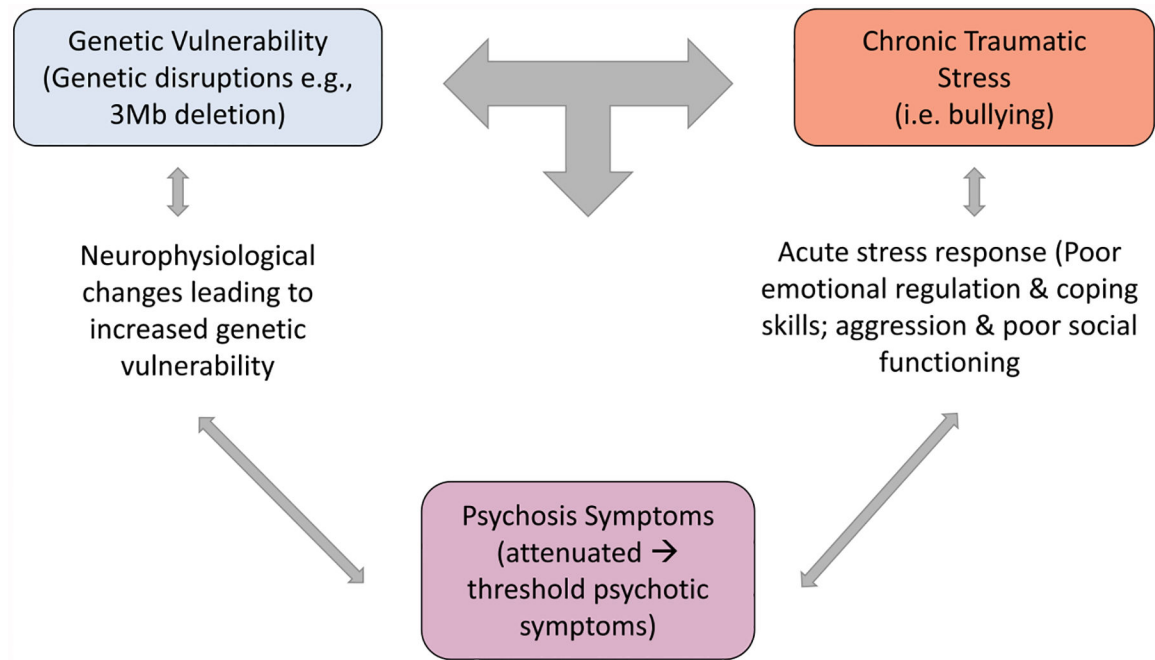 Genetic Vulnerability
(Genetic disruptions e.g.,
3Mb deletion)
Chronic Traumatic
Stress
(i.e. bullying)
Neurophysiological
changes leading to
increased genetic
vulnerability
Acute stress response (Poor
emotional regulation & coping
skills; aggression & poor social
functioning
Psychosis Symptoms
(attenuated →
threshold psychotic
symptoms)